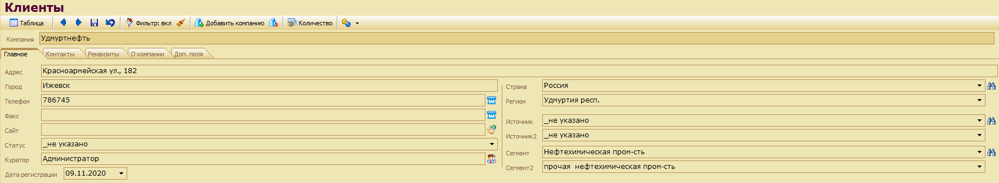 Клиенты
Таблица Фильтр: вкл Добавить компанию Количество
Компания Удмуртнефть
Главное Контакты Реквизиты О компании Доп. поля
Адрес Красноармейская ул., 182
Город Ижевск Страна Россия
Телефон 786745 Регион Удмуртия респ.
Факс Источник _не указано
Сайт Источник2 _не указано
Статус _не указано Сегмент Нефтехимическая пром-сть
Куратор Администратор Сегмент2 прочая нефтехимическая пром-сть
Дата регистрации 09.11.2020